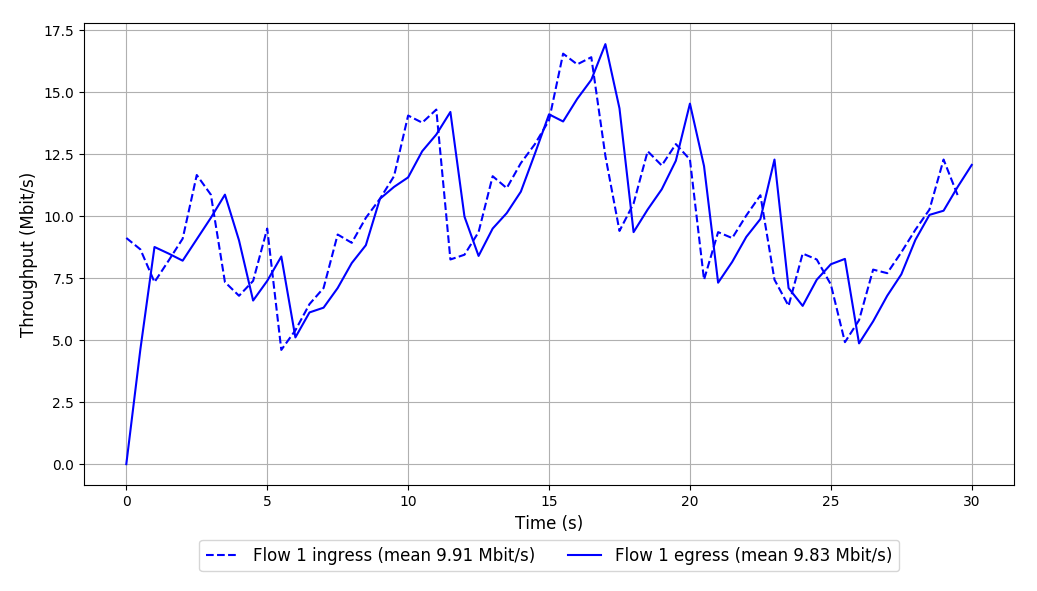 17.5
15.0
12.5
10.0
7.5
5.0
2.5
0.0
Throughput (Mbit/s)
0 5 10 15 20 25 30
Time (s)
Flow 1 ingress (mean 9.91 Mbit/s) Flow 1 egress (mean 9.83 Mbit/s)